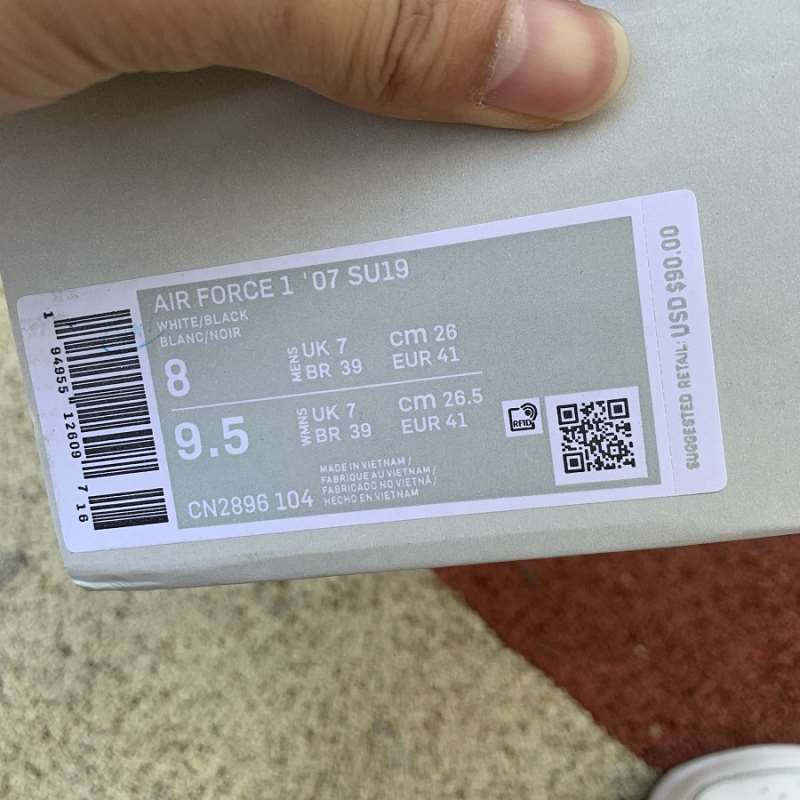 AIR FORCE 1 '07 SU19
WHITE/BLACK
BLANC/NOIR
8
MENS
UK 7
BR 39
cm 26
EUR 41
9.5
WMNS
UK 7
BR 39
cm 26.5
EUR 41
RFID
CN2896 104
MADE IN VIETNAM /
FABRIQUE AU VIETNAM/
FABRICADO NO VIETNÃ/
HECHO EN VIETNAM
1 94955 12609 7 16
SUGGESTED RETAIL: USD $90.00